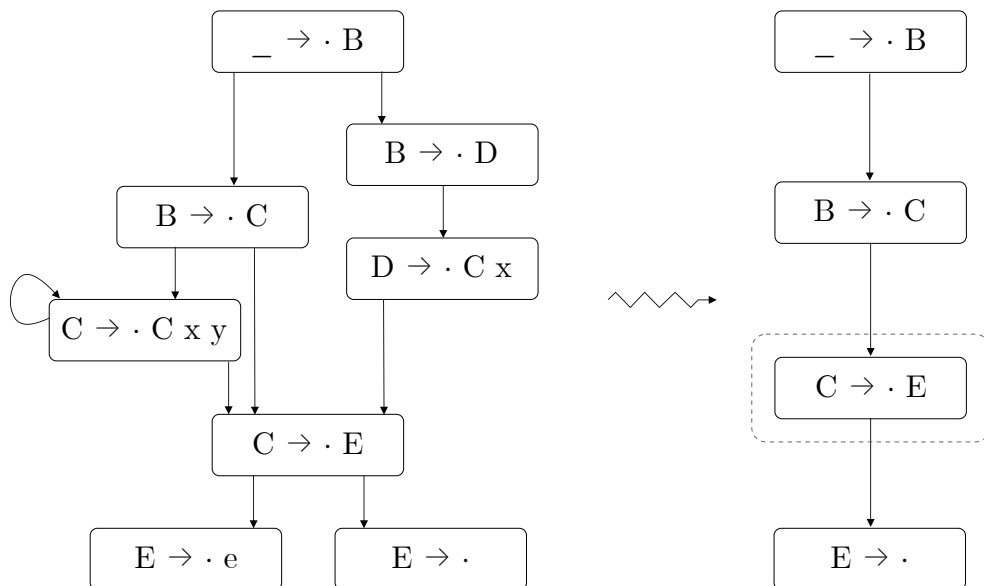 _ → · B
B → · D
B → · C
D → · C x
C → · C x y
C → · E
E → · e
E → ·
_ → · B
B → · C
C → · E
E → ·